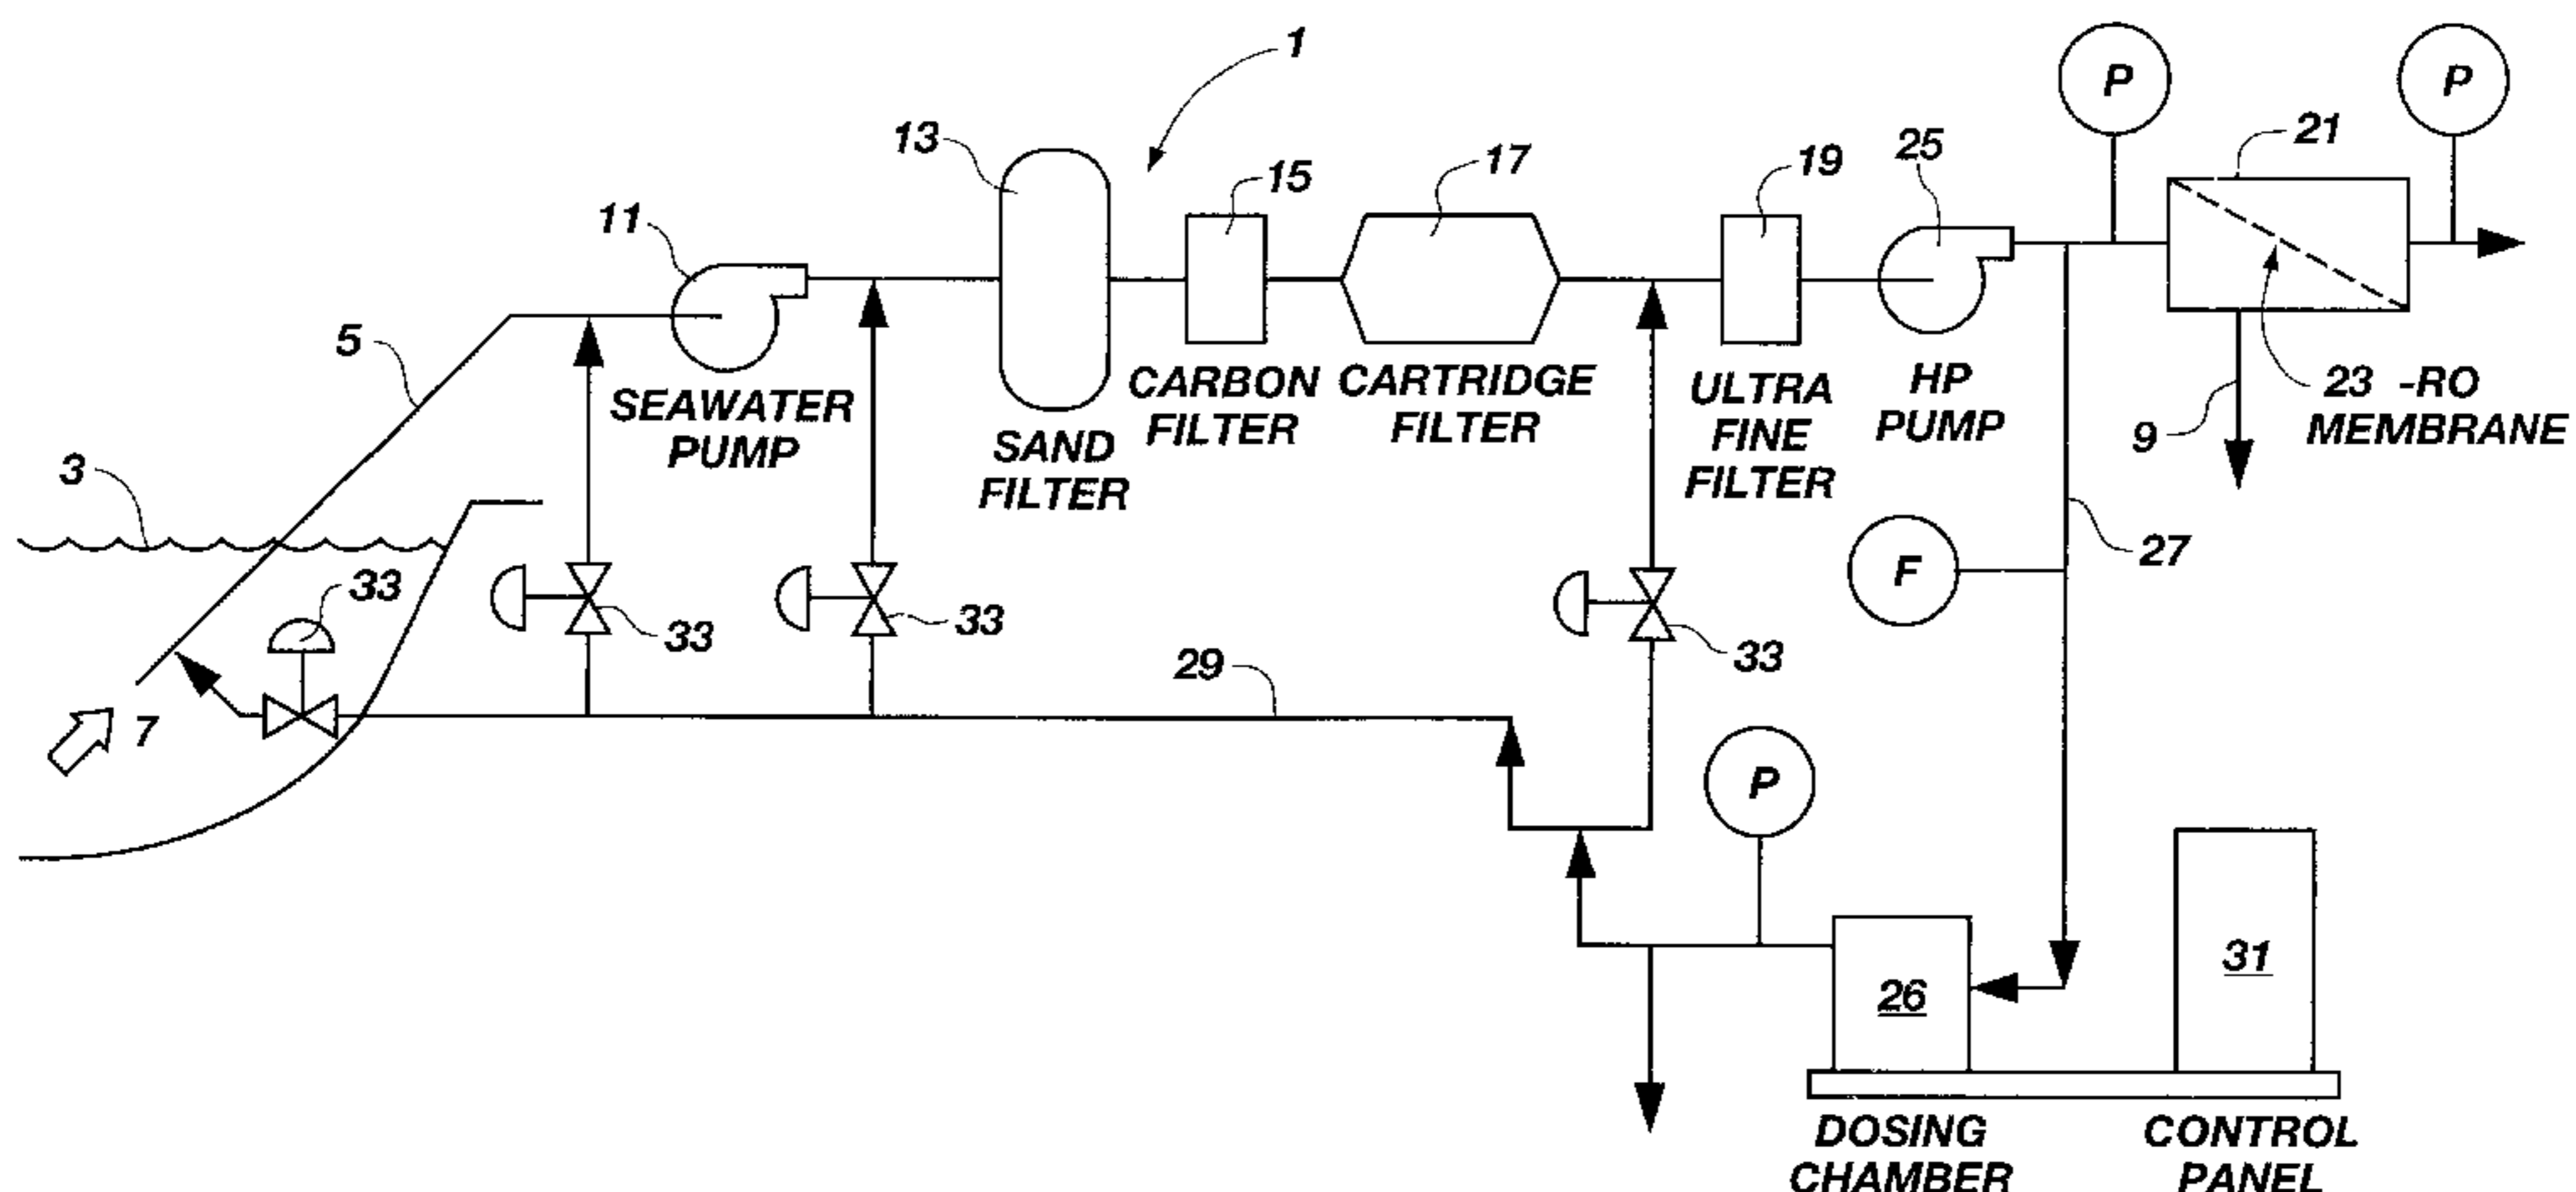 1
P
P
21
13
25
17
19
15
11
5
SEAWATER
PUMP
SAND
FILTER
CARBON
FILTER
CARTRIDGE
FILTER
ULTRA
FINE
FILTER
HP
PUMP
23 -RO
MEMBRANE
9
3
33
33
33
33
F
27
29
7
P
26
31
DOSING
CHAMBER
CONTROL
PANEL